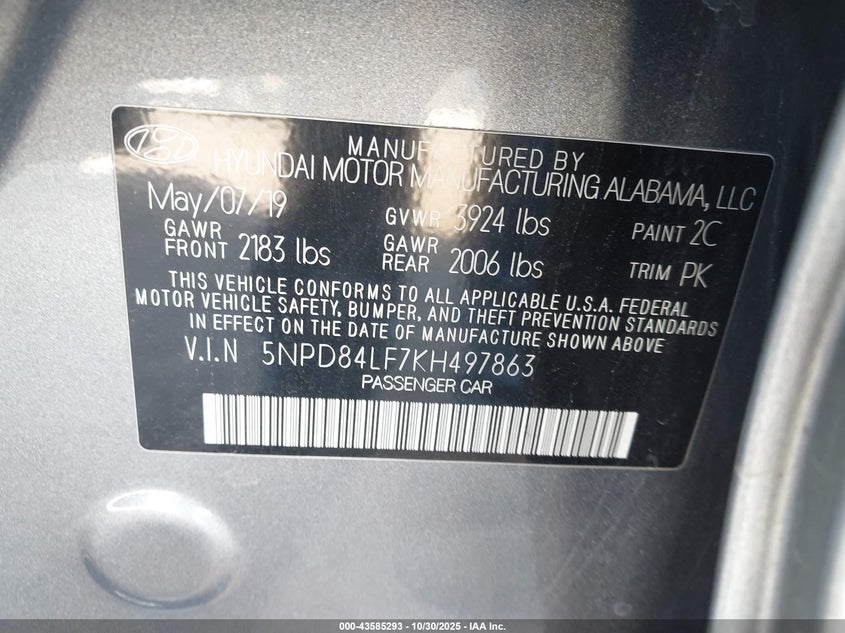 MANUFACTURED BY
HYUNDAI MOTOR MANUFACTURING ALABAMA, LLC
May/07/19 GVWR 3924 lbs PAINT 2C
GAWR FRONT 2183 lbs GAWR REAR 2006 lbs TRIM PK
THIS VEHICLE CONFORMS TO ALL APPLICABLE U.S.A. FEDERAL
MOTOR VEHICLE SAFETY, BUMPER, AND THEFT PREVENTION STANDARDS
IN EFFECT ON THE DATE OF MANUFACTURE SHOWN ABOVE
V.I.N 5NPD84LF7KH497863
PASSENGER CAR
000-43585293 - 10/30/2025 - IAA Inc.